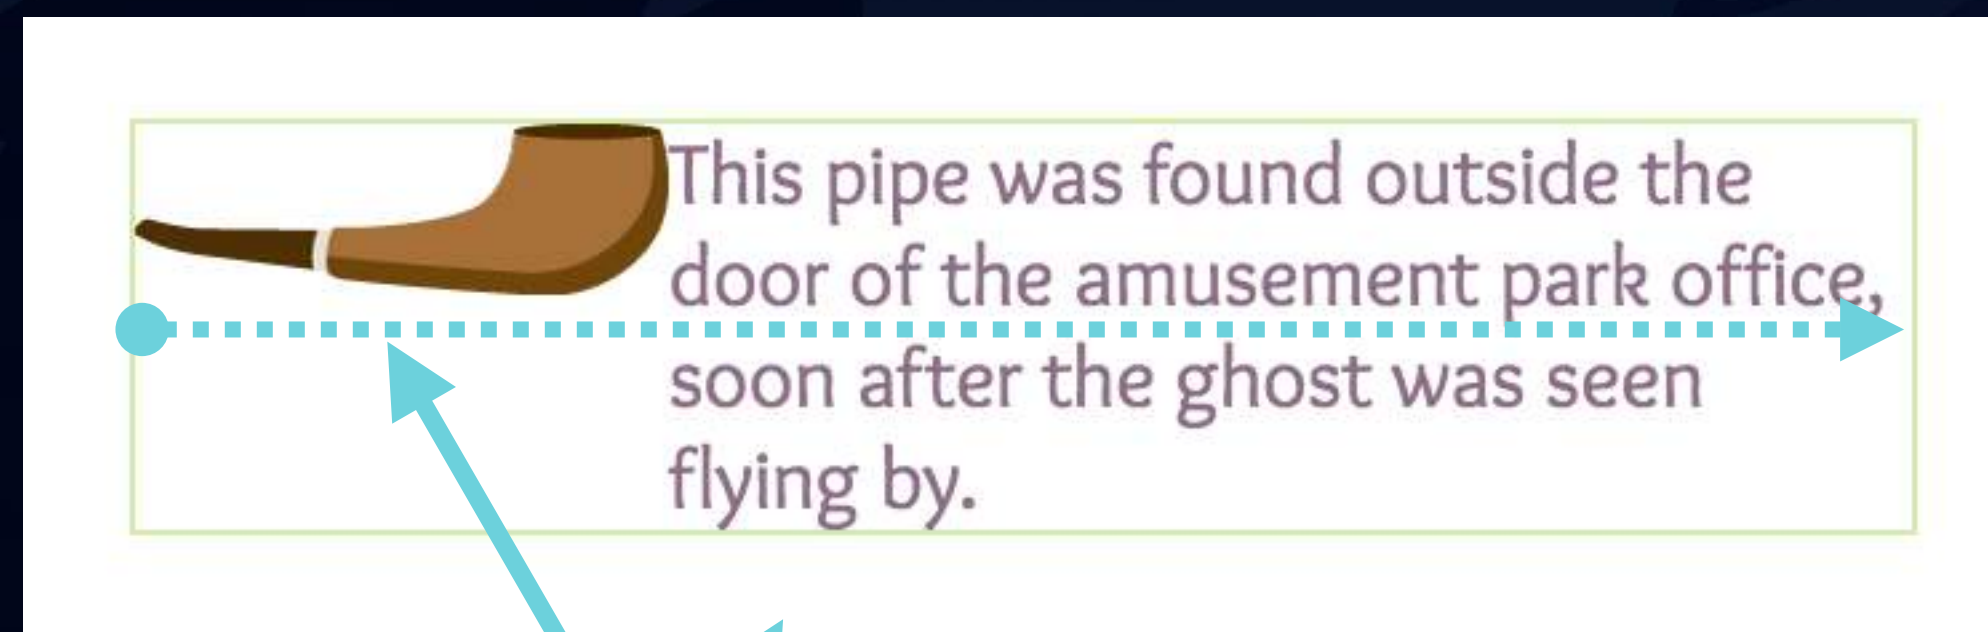 This pipe was found outside the
door of the amusement park office,
soon after the ghost was seen
flying by.